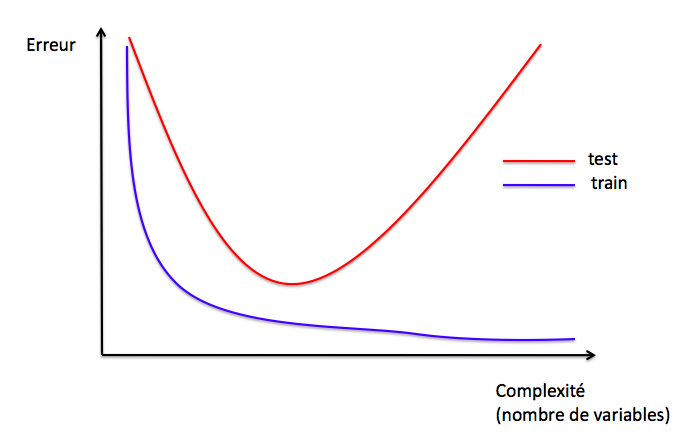 Erreur
test
train
Complexité
(nombre de variables)